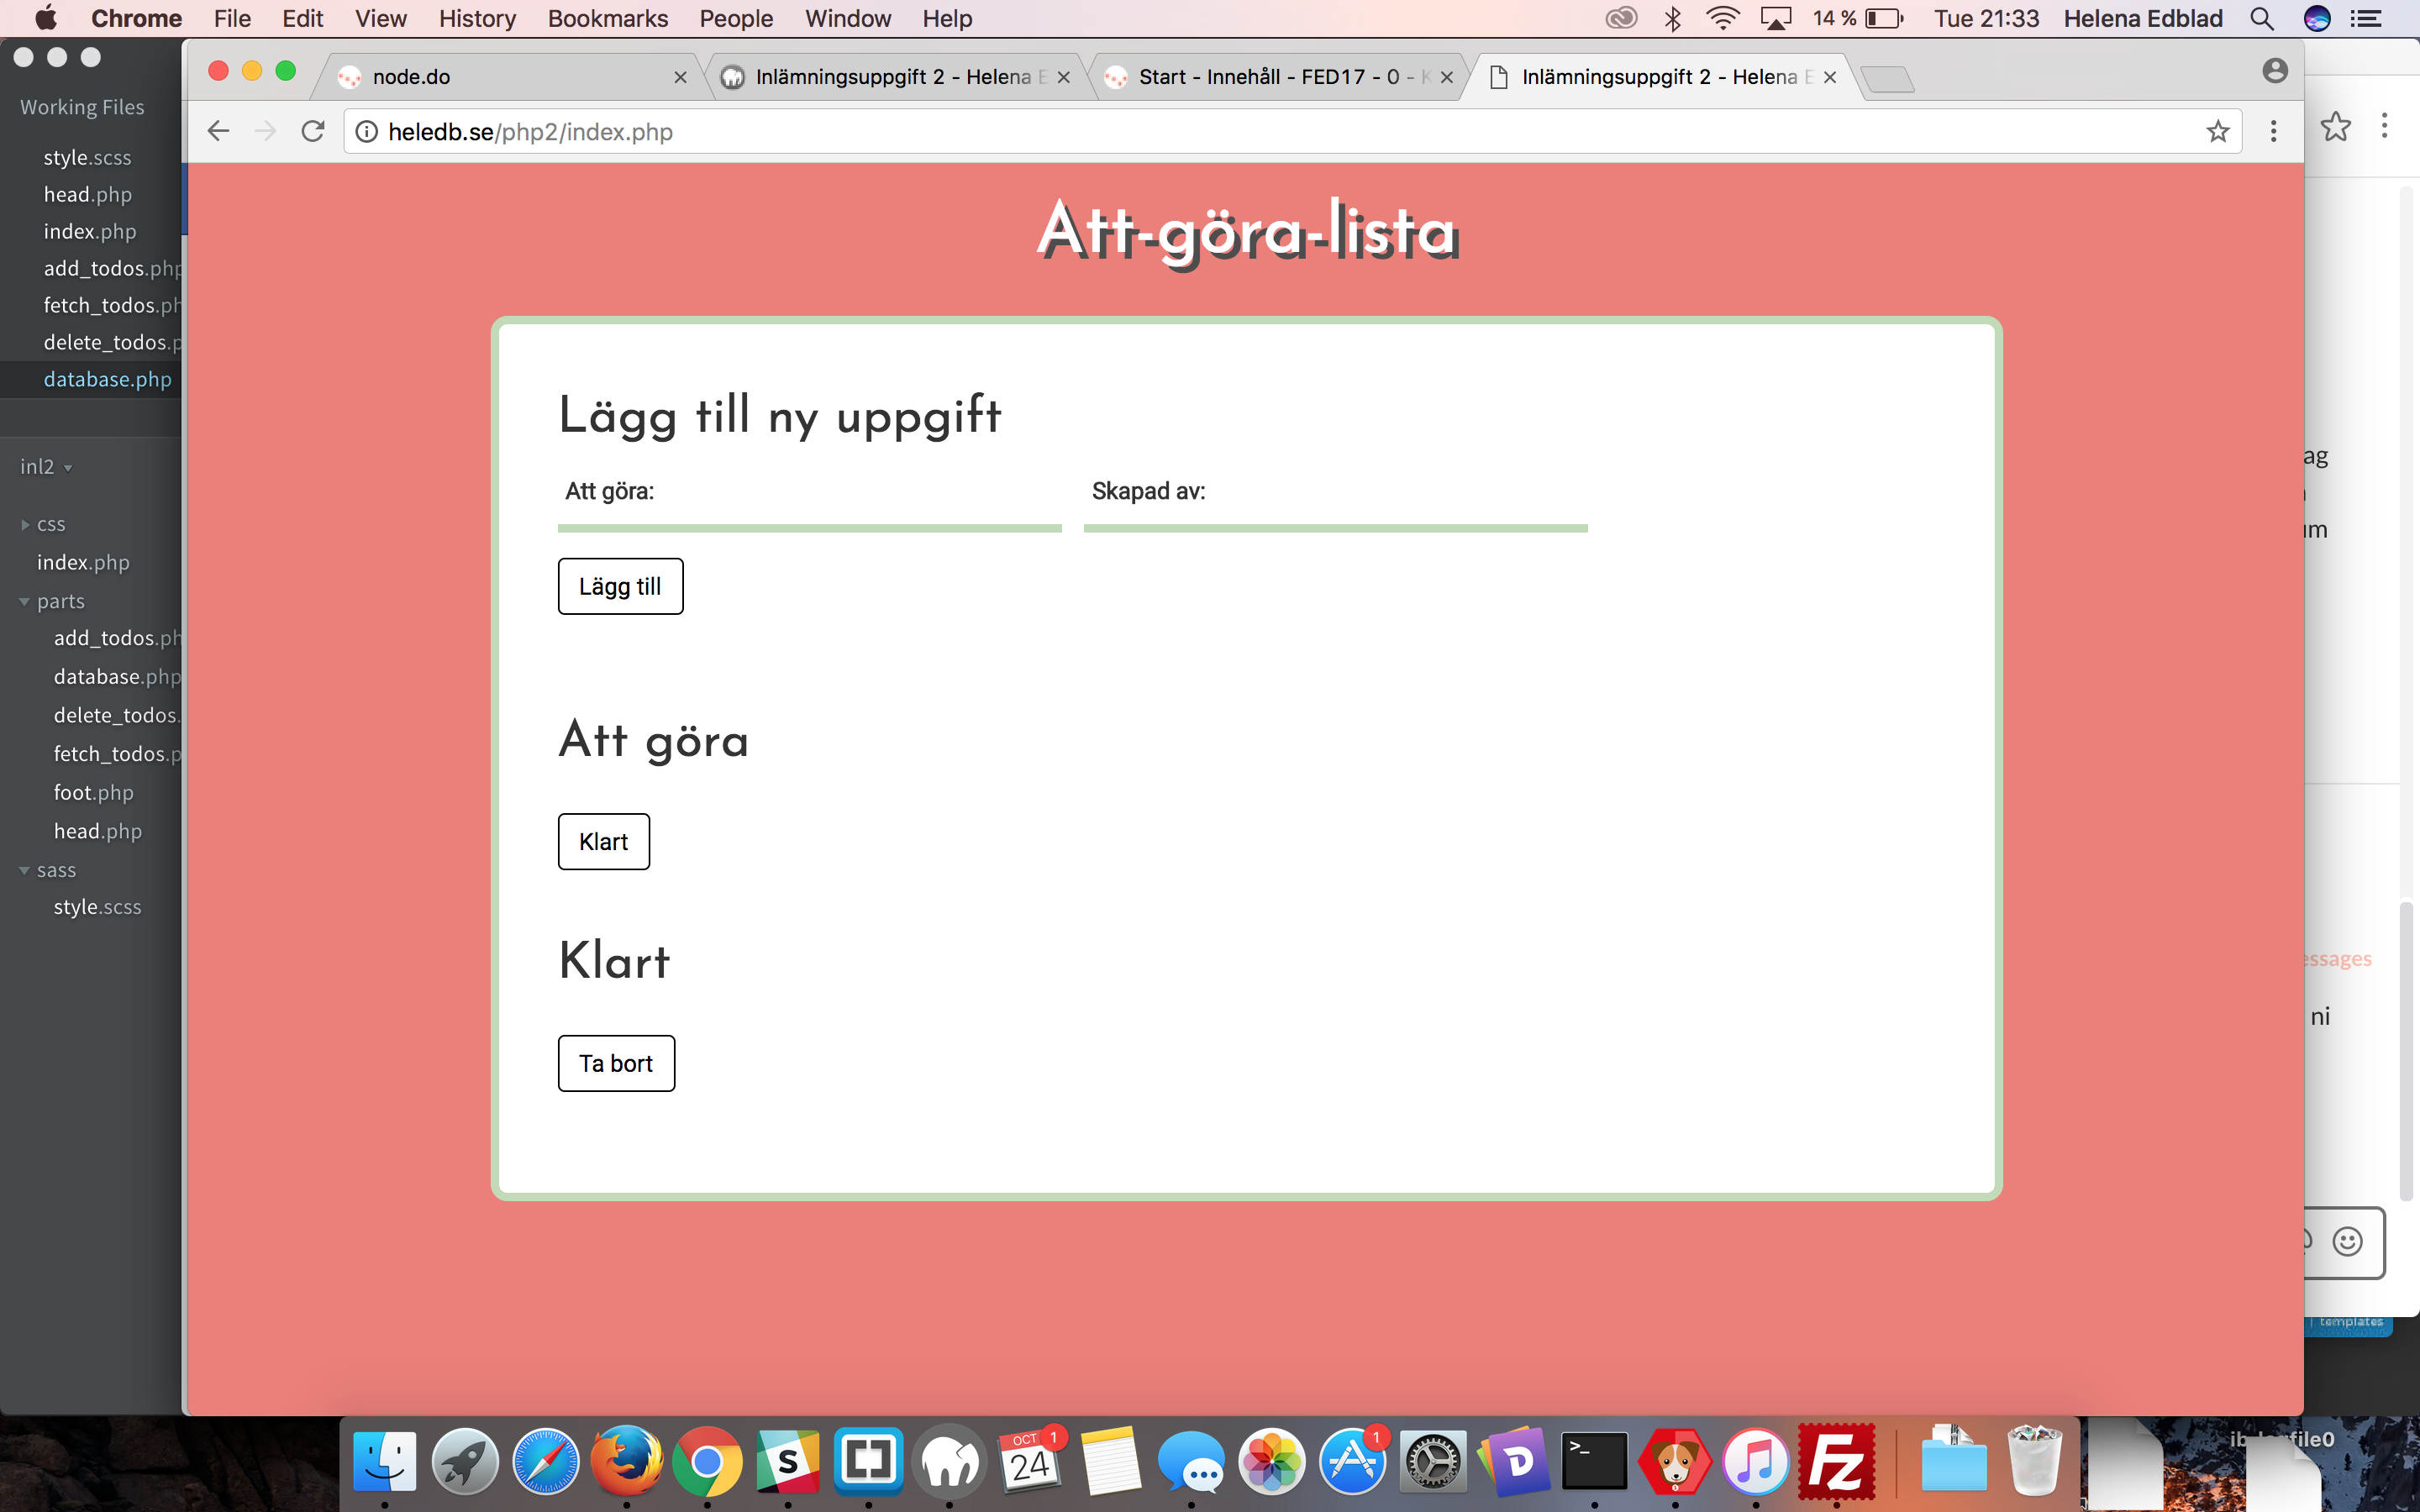 Chrome File Edit View History Bookmarks People Window Help 14 % Tue 21:33 Helena Edblad
Working Files
style.scss
head.php
index.php
add_todos.php
fetch_todos.ph
delete_todos.p
database.php
inl2
css
index.php
parts
add_todos.ph
database.php
delete_todos.
fetch_todos.p
foot.php
head.php
sass
style.scss
node.do
Inlämningsuppgift 2 - Helena E
Start - Innehåll - FED17 - 0 - K
Inlämningsuppgift 2 - Helena E
heledb.se/php2/index.php
Att-göra-lista
Lägg till ny uppgift
Att göra: Skapad av:
Lägg till
Att göra
Klart
Klart
Ta bort
ag
um
essages
ni
templates
OCT
24
1
1
S
D
>_
Fz